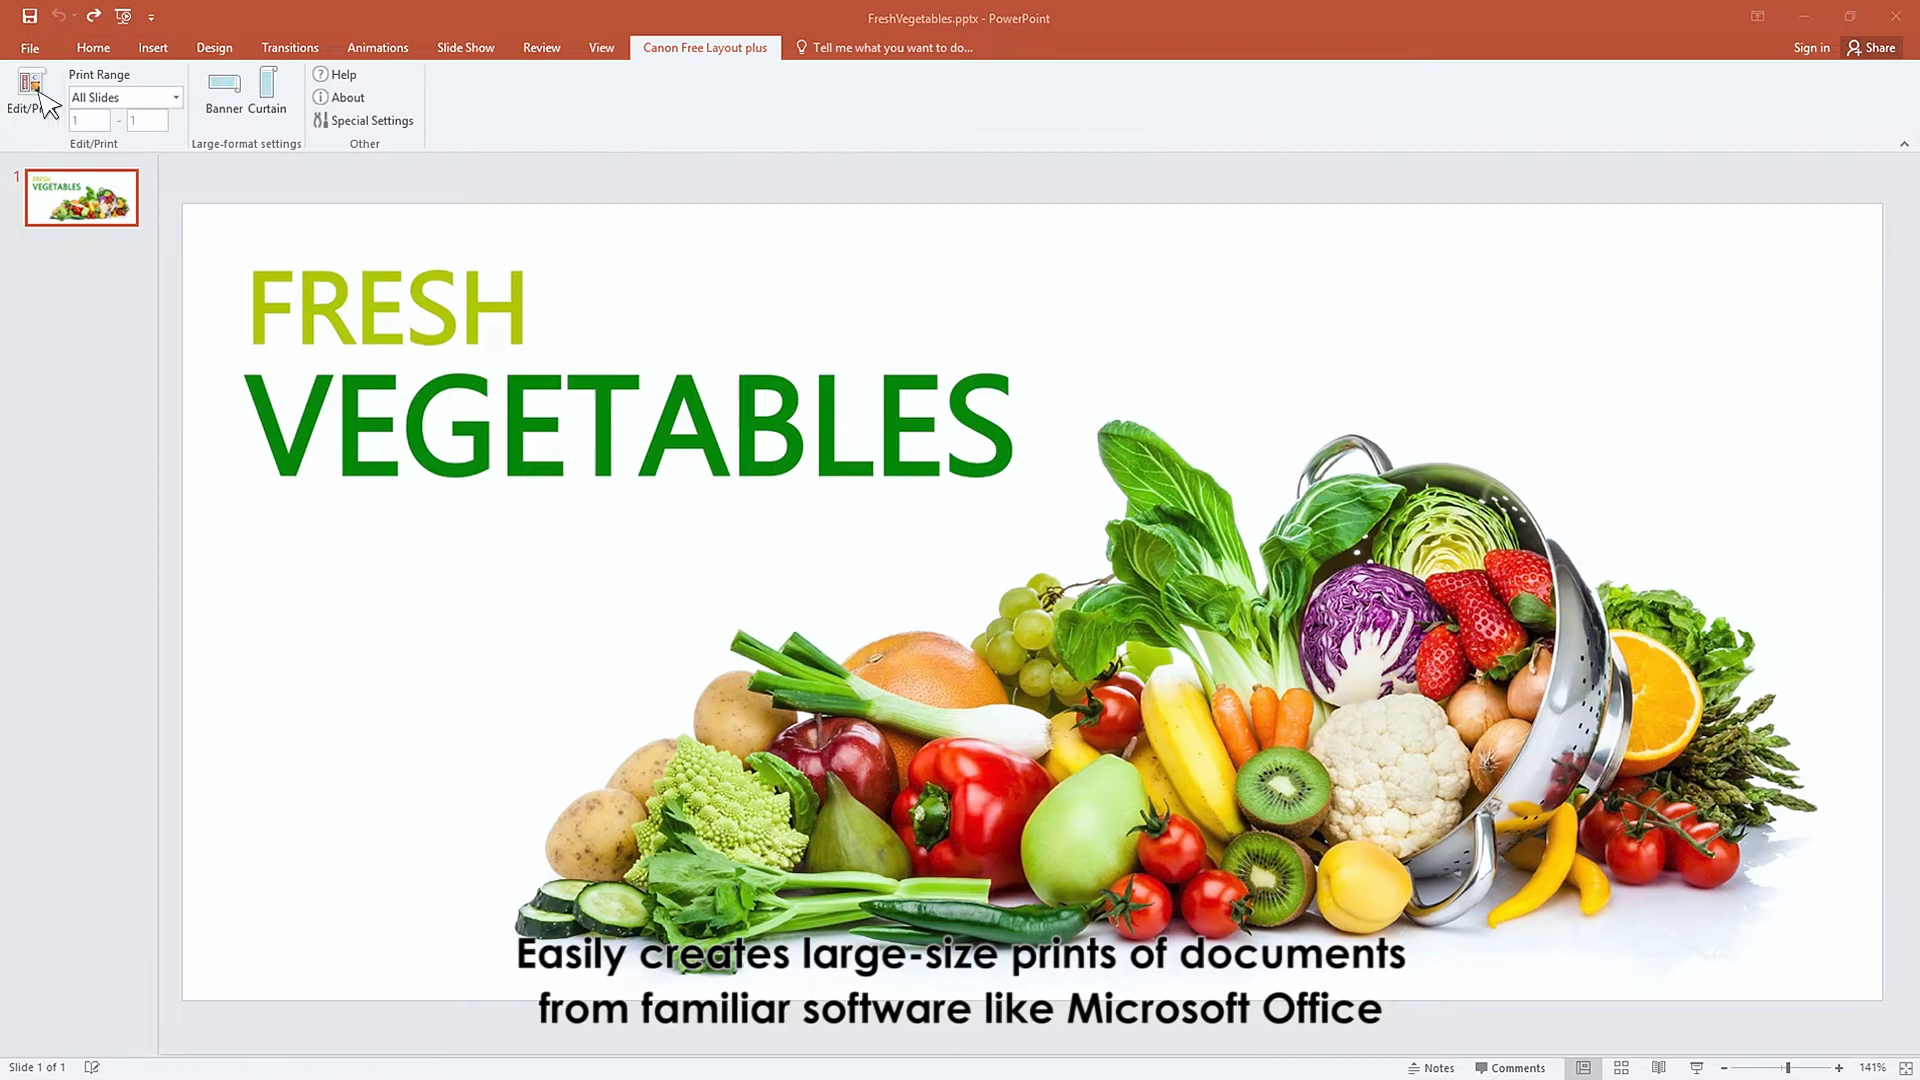 FreshVegetables.pptx - PowerPoint
File Home Insert Design Transitions Animations Slide Show Review View Canon Free Layout plus Tell me what you want to do... Sign in Share
Print Range
All Slides
1 - 1
Edit/Print
Banner Curtain
Large-format settings
Help
About
Special Settings
Other
1
FRESH
VEGETABLES
FRESH
VEGETABLES
Easily creates large-size prints of documents
from familiar software like Microsoft Office
Slide 1 of 1 Notes Comments 141%